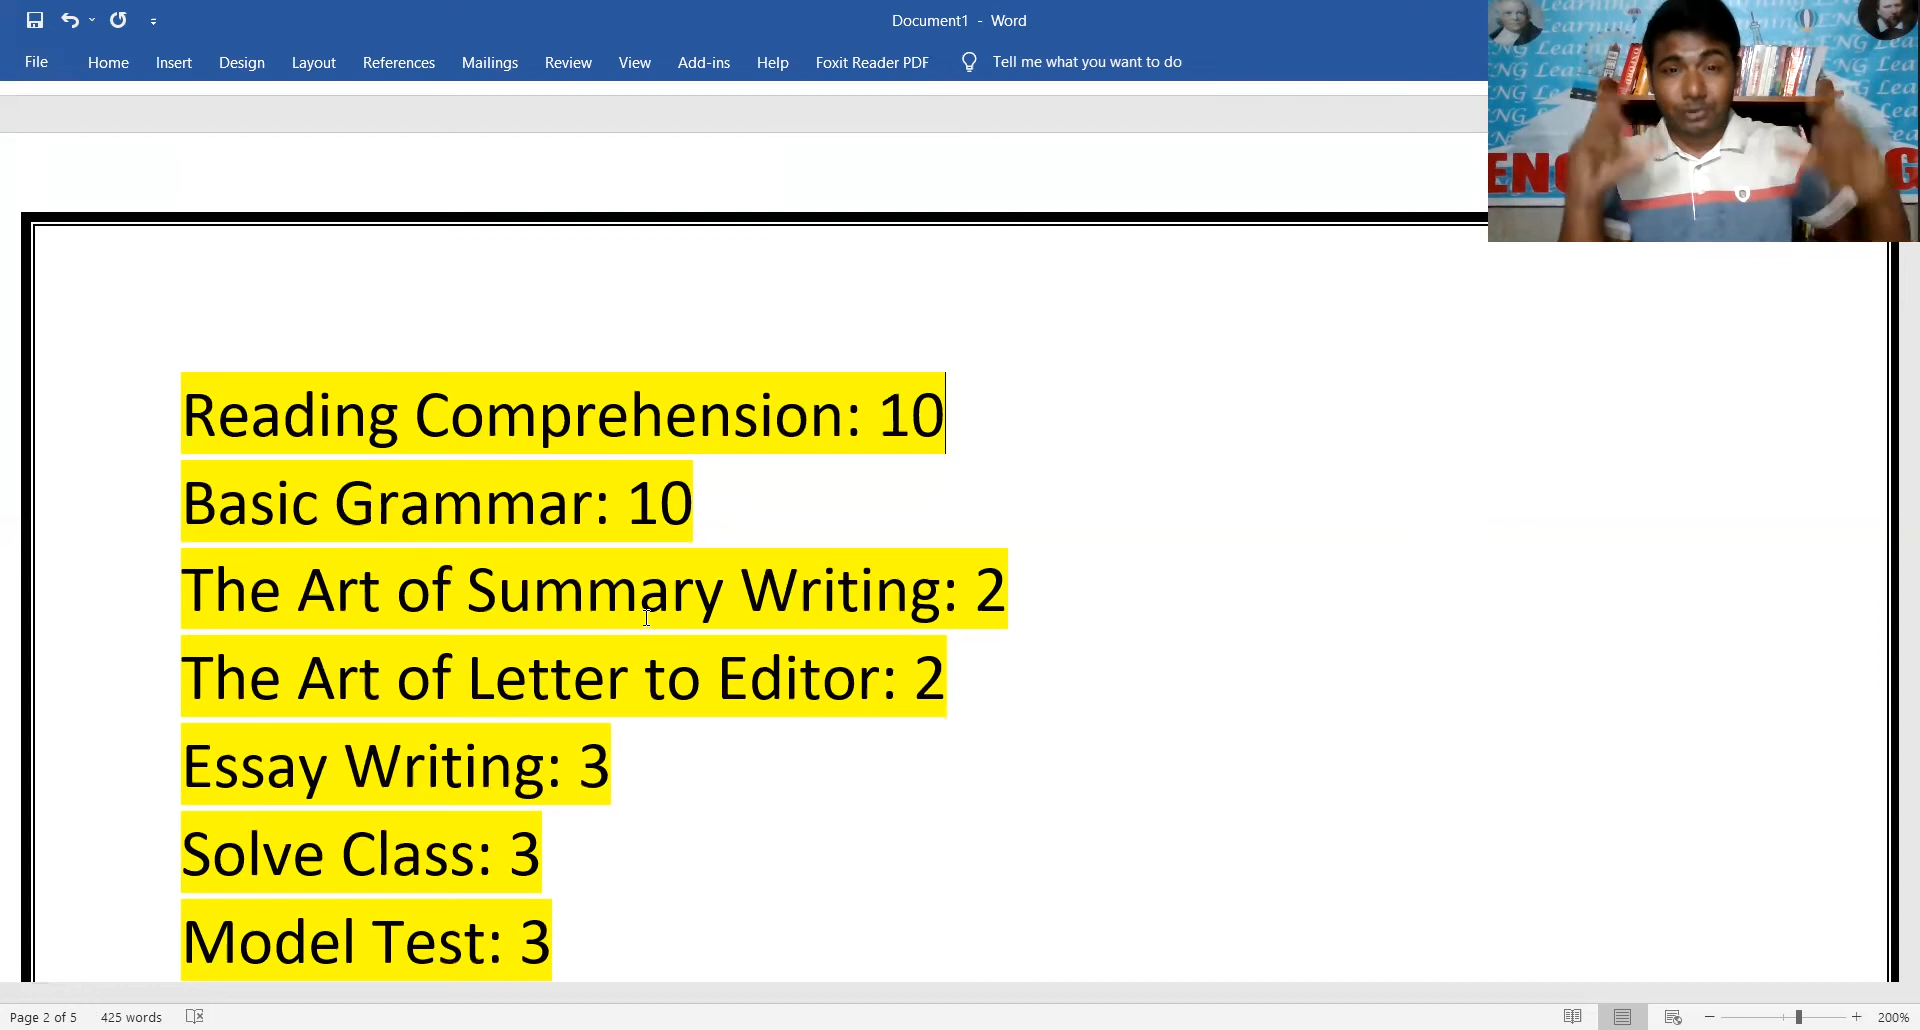 Document1 - Word
File Home Insert Design Layout References Mailings Review View Add-ins Help Foxit Reader PDF Tell me what you want to do
Reading Comprehension: 10
Basic Grammar: 10
The Art of Summary Writing: 2
The Art of Letter to Editor: 2
Essay Writing: 3
Solve Class: 3
Model Test: 3
Page 2 of 5 425 words 200%